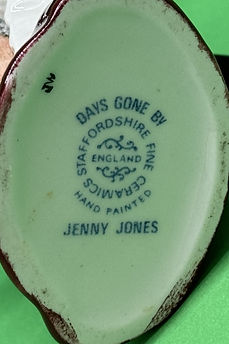 DAYS GONE BY
STAFFORDSHIRE FINE CERAMICS
ENGLAND
HAND PAINTED
JENNY JONES